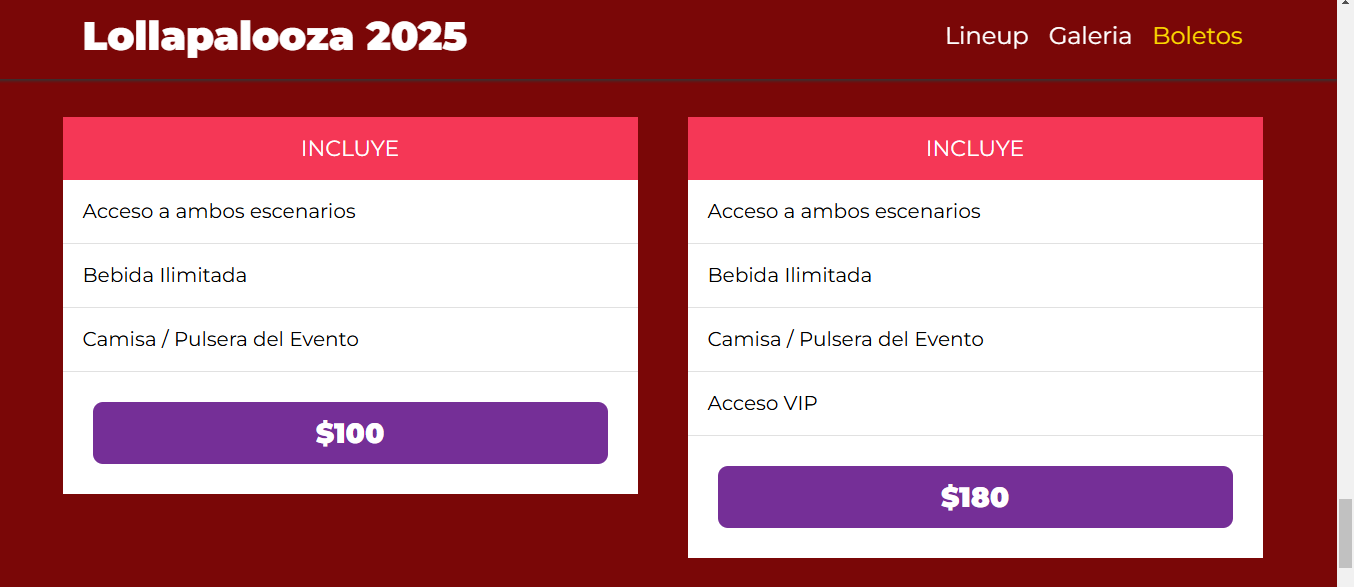 Lollapalooza 2025
Lineup Galeria Boletos
INCLUYE
Acceso a ambos escenarios
Bebida Ilimitada
Camisa / Pulsera del Evento
$100
INCLUYE
Acceso a ambos escenarios
Bebida Ilimitada
Camisa / Pulsera del Evento
Acceso VIP
$180